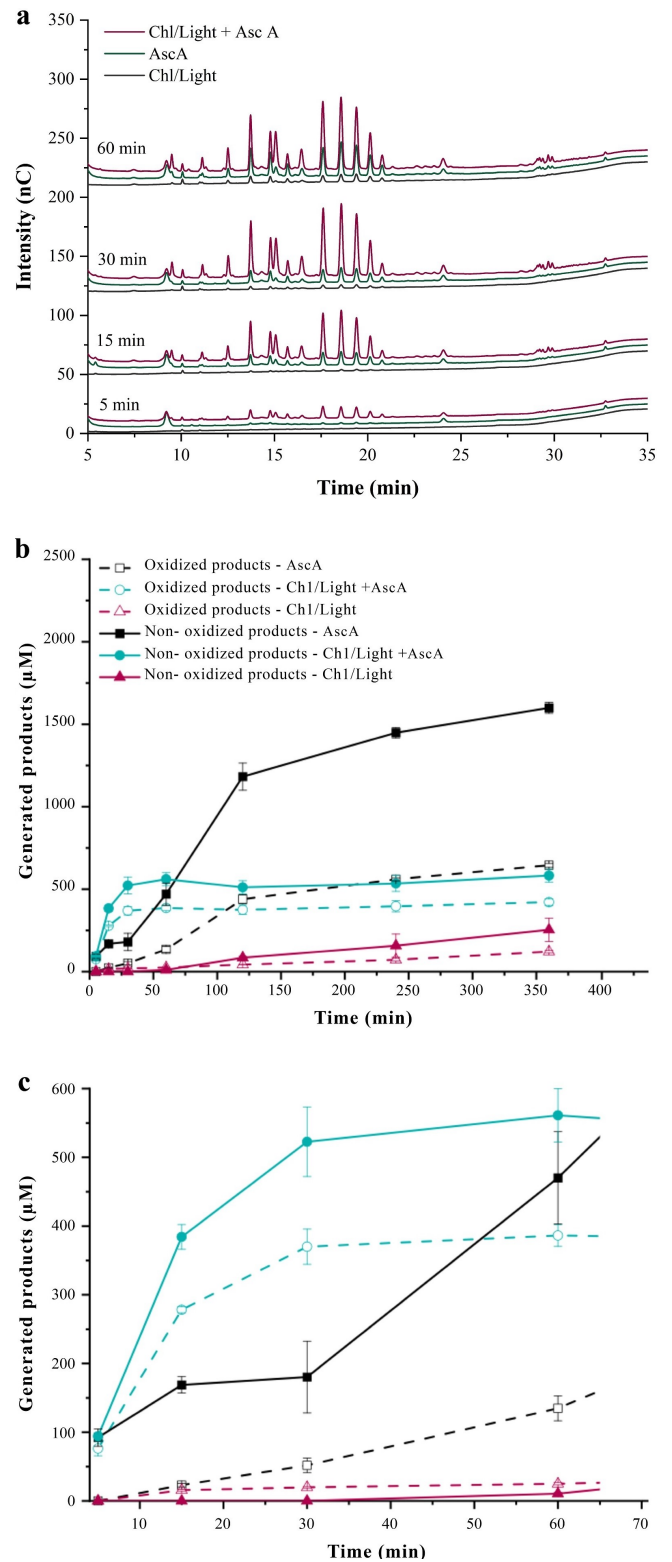 a
Chl/Light + Asc A
AscA
Chl/Light
350
300
250
200
150
100
50
0
60 min
30 min
15 min
5 min
Intensity (nC)
5 10 15 20 25 30 35
Time (min)
b
2500
2000
1500
1000
500
0
Oxidized products - AscA
Oxidized products - Ch1/Light +AscA
Oxidized products - Ch1/Light
Non- oxidized products - AscA
Non- oxidized products - Ch1/Light +AscA
Non- oxidized products - Ch1/Light
Generated products (µM)
0 50 100 150 200 250 300 350 400
Time (min)
c
600
500
400
300
200
100
0
Generated products (µM)
10 20 30 40 50 60 70
Time (min)